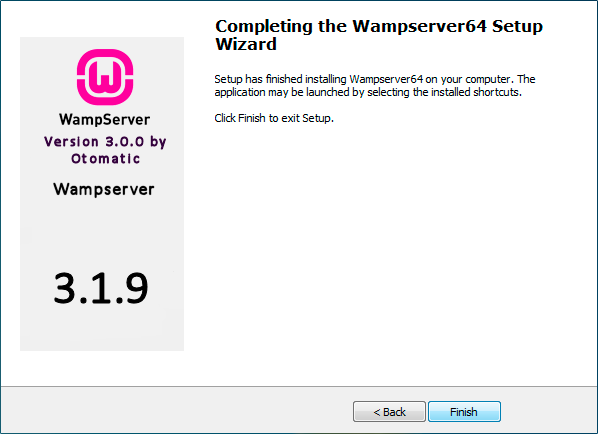 Completing the Wampserver64 Setup
Wizard
Setup has finished installing Wampserver64 on your computer. The
application may be launched by selecting the installed shortcuts.
Click Finish to exit Setup.
W
WampServer
Version 3.0.0 by
Otomatic
Wampserver
3.1.9
< Back
Finish